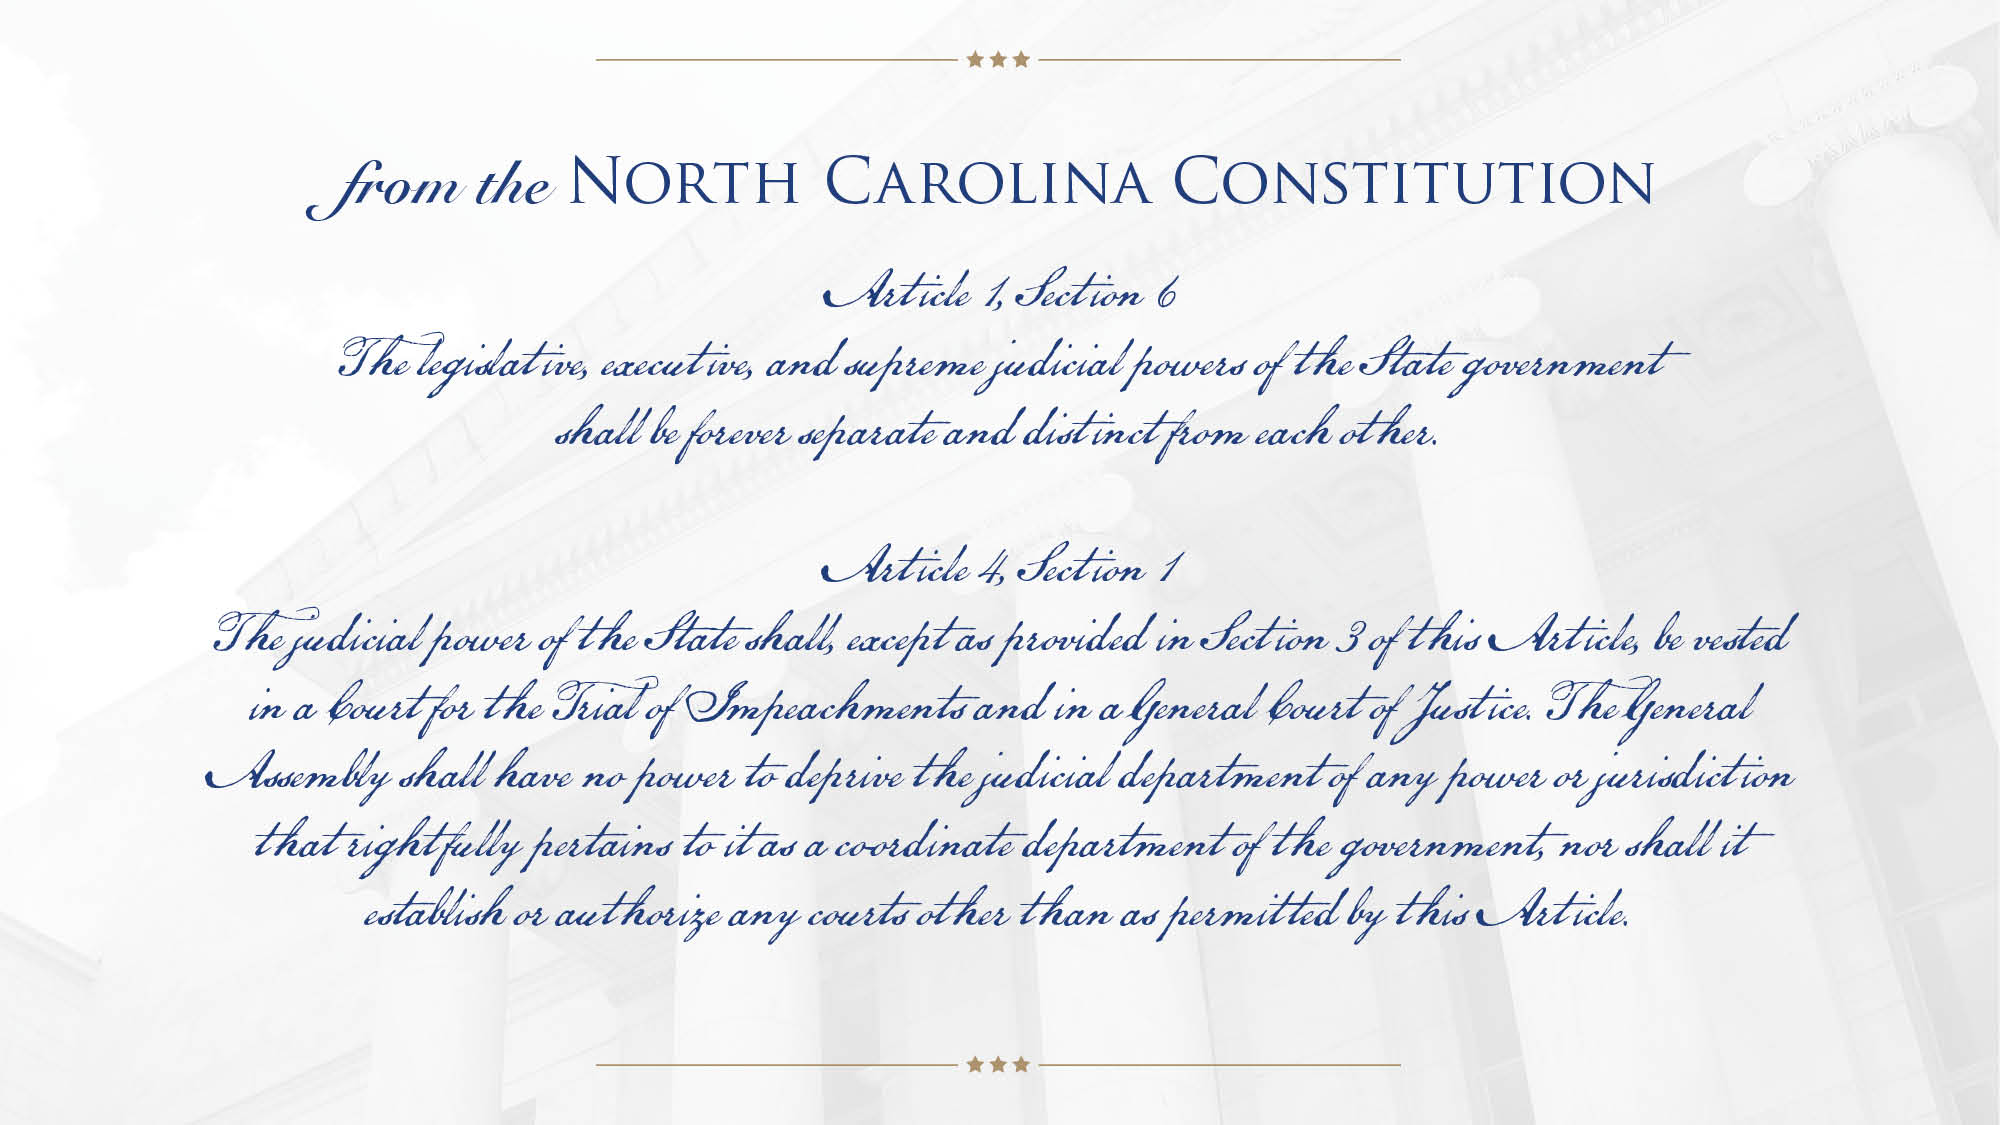 from the NORTH CAROLINA CONSTITUTION
Article 1, Section 6
The legislative, executive, and supreme judicial powers of the State government
shall be forever separate and distinct from each other.
Article 4, Section 1
The judicial power of the State shall, except as provided in Section 3 of this Article, be vested
in a Court for the Trial of Impeachments and in a General Court of Justice. The General
Assembly shall have no power to deprive the judicial department of any power or jurisdiction
that rightfully pertains to it as a coordinate department of the government, nor shall it
establish or authorize any courts other than as permitted by this Article.